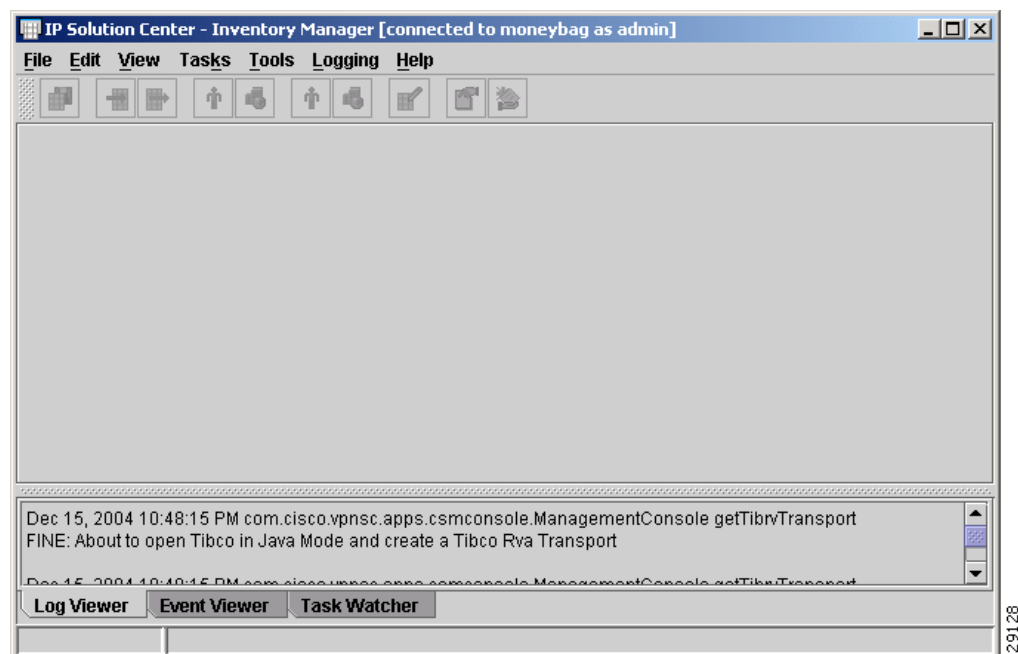 IP Solution Center - Inventory Manager [connected to moneybag as admin]
File Edit View Tasks Tools Logging Help
Dec 15, 2004 10:48:15 PM com.cisco.vpnsc.apps.csmconsole.ManagementConsole getTibrvTransport
FINE: About to open Tibco in Java Mode and create a Tibco Rva Transport
Log Viewer Event Viewer Task Watcher
29128